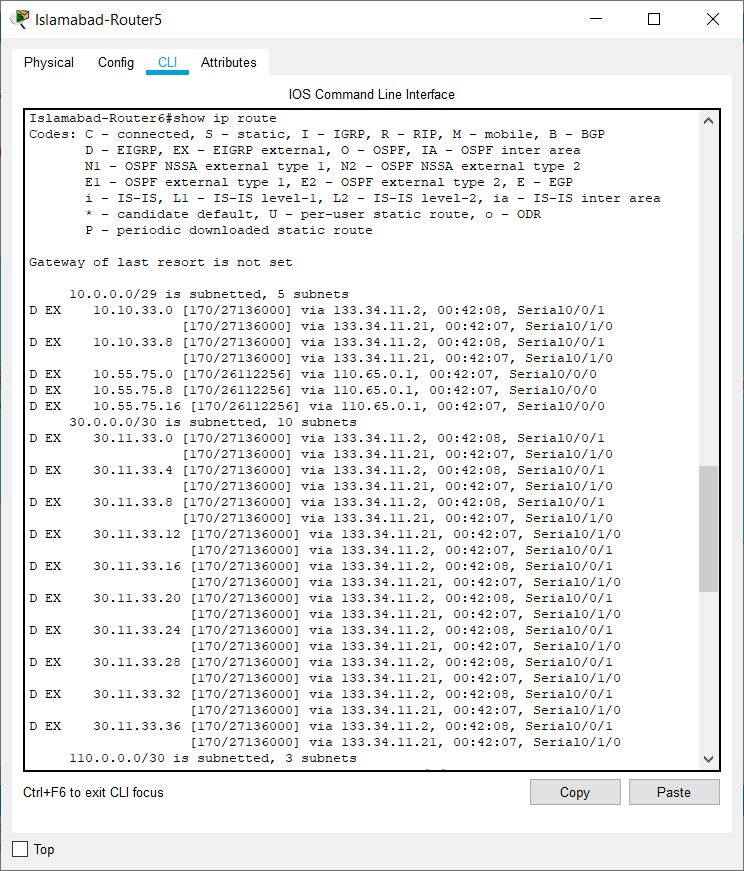 Islamabad-Router5
Physical Config CLI Attributes
IOS Command Line Interface
Islamabad-Router6#show ip route
Codes: C - connected, S - static, I - IGRP, R - RIP, M - mobile, B - BGP
D - EIGRP, EX - EIGRP external, O - OSPF, IA - OSPF inter area
N1 - OSPF NSSA external type 1, N2 - OSPF NSSA external type 2
E1 - OSPF external type 1, E2 - OSPF external type 2, E - EGP
i - IS-IS, L1 - IS-IS level-1, L2 - IS-IS level-2, ia - IS-IS inter area
* - candidate default, U - per-user static route, o - ODR
P - periodic downloaded static route
Gateway of last resort is not set
10.0.0.0/29 is subnetted, 5 subnets
D EX 10.10.33.0 [170/27136000] via 133.34.11.2, 00:42:08, Serial0/0/1
[170/27136000] via 133.34.11.21, 00:42:07, Serial0/1/0
D EX 10.10.33.8 [170/27136000] via 133.34.11.2, 00:42:08, Serial0/0/1
[170/27136000] via 133.34.11.21, 00:42:07, Serial0/1/0
D EX 10.55.75.0 [170/26112256] via 110.65.0.1, 00:42:07, Serial0/0/0
D EX 10.55.75.8 [170/26112256] via 110.65.0.1, 00:42:07, Serial0/0/0
D EX 10.55.75.16 [170/26112256] via 110.65.0.1, 00:42:07, Serial0/0/0
30.0.0.0/30 is subnetted, 10 subnets
D EX 30.11.33.0 [170/27136000] via 133.34.11.2, 00:42:08, Serial0/0/1
[170/27136000] via 133.34.11.21, 00:42:07, Serial0/1/0
D EX 30.11.33.4 [170/27136000] via 133.34.11.2, 00:42:08, Serial0/0/1
[170/27136000] via 133.34.11.21, 00:42:07, Serial0/1/0
D EX 30.11.33.8 [170/27136000] via 133.34.11.2, 00:42:08, Serial0/0/1
[170/27136000] via 133.34.11.21, 00:42:07, Serial0/1/0
D EX 30.11.33.12 [170/27136000] via 133.34.11.21, 00:42:07, Serial0/1/0
[170/27136000] via 133.34.11.2, 00:42:07, Serial0/0/1
D EX 30.11.33.16 [170/27136000] via 133.34.11.2, 00:42:08, Serial0/0/1
[170/27136000] via 133.34.11.21, 00:42:07, Serial0/1/0
D EX 30.11.33.20 [170/27136000] via 133.34.11.2, 00:42:08, Serial0/0/1
[170/27136000] via 133.34.11.21, 00:42:07, Serial0/1/0
D EX 30.11.33.24 [170/27136000] via 133.34.11.2, 00:42:08, Serial0/0/1
[170/27136000] via 133.34.11.21, 00:42:07, Serial0/1/0
D EX 30.11.33.28 [170/27136000] via 133.34.11.2, 00:42:08, Serial0/0/1
[170/27136000] via 133.34.11.21, 00:42:07, Serial0/1/0
D EX 30.11.33.32 [170/27136000] via 133.34.11.2, 00:42:08, Serial0/0/1
[170/27136000] via 133.34.11.21, 00:42:07, Serial0/1/0
D EX 30.11.33.36 [170/27136000] via 133.34.11.2, 00:42:08, Serial0/0/1
[170/27136000] via 133.34.11.21, 00:42:07, Serial0/1/0
110.0.0.0/30 is subnetted, 3 subnets
Ctrl+F6 to exit CLI focus
Copy Paste
Top